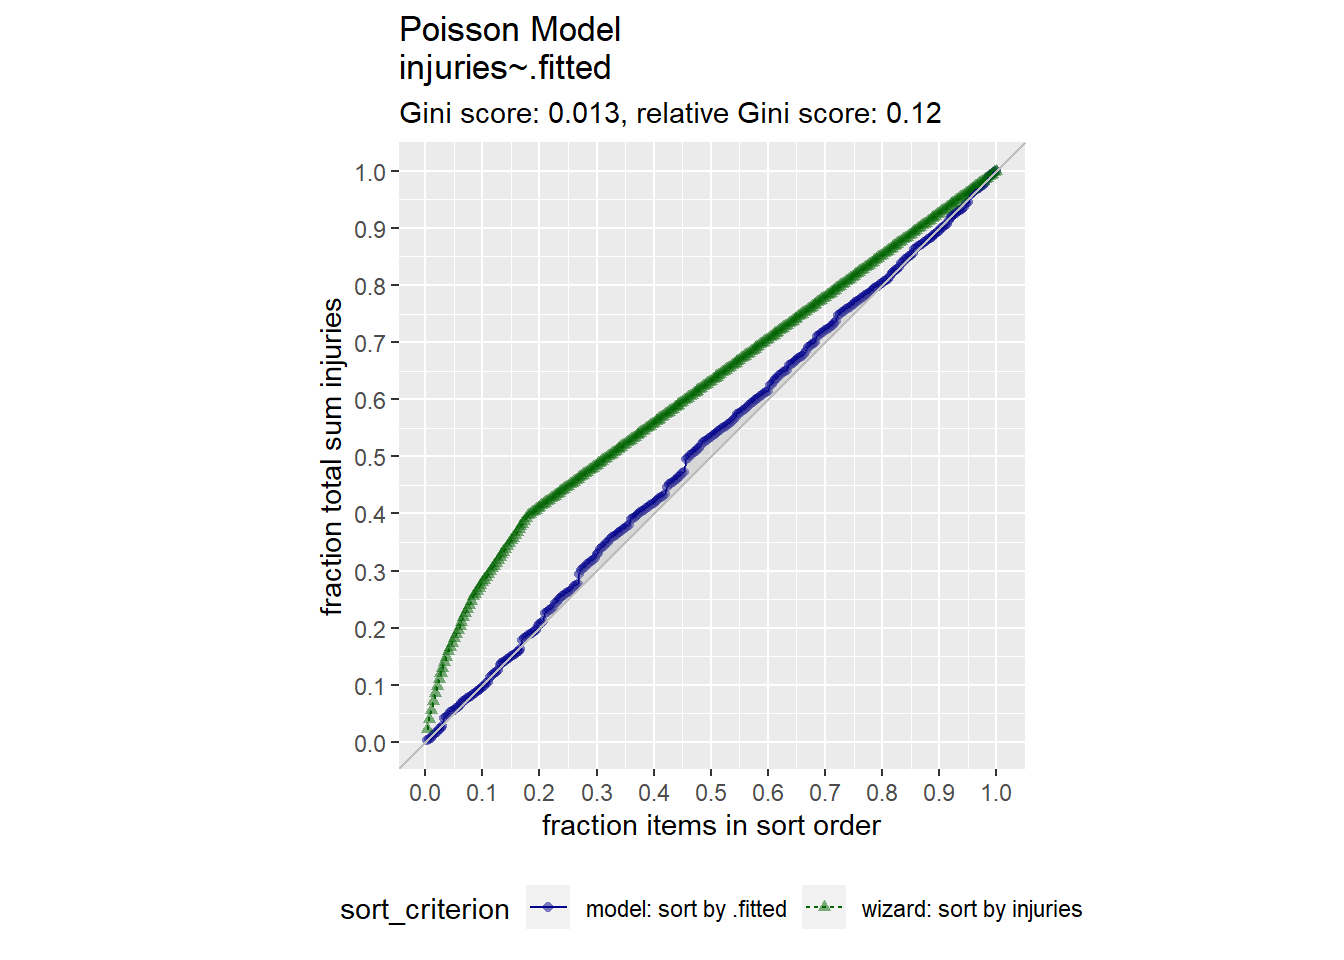 Poisson Model
injuries~.fitted
Gini score: 0.013, relative Gini score: 0.12
fraction total sum injuries
1.0
0.9
0.8
0.7
0.6
0.5
0.4
0.3
0.2
0.1
0.0
0.0 0.1 0.2 0.3 0.4 0.5 0.6 0.7 0.8 0.9 1.0
fraction items in sort order
sort_criterion model: sort by .fitted wizard: sort by injuries